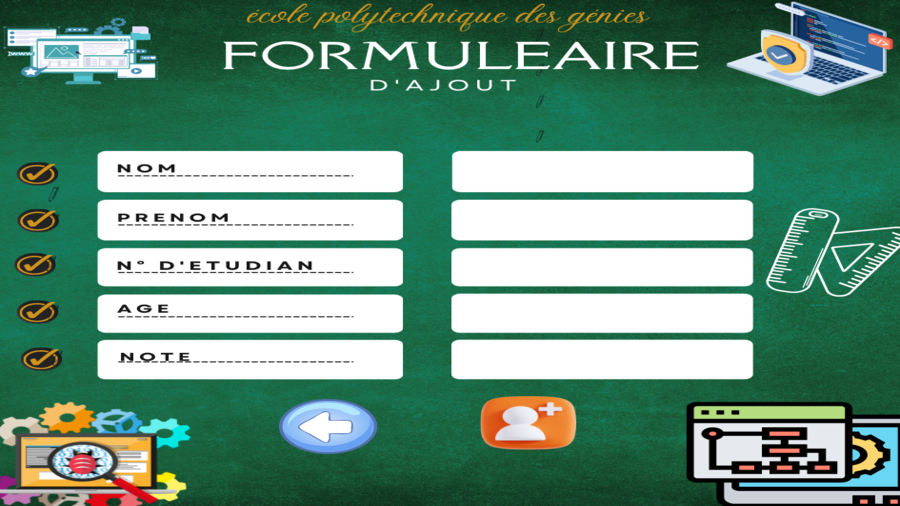 école polytechnique des génies
FORMULEAIRE
D'AJOUT
NOM
PRENOM
N° D'ETUDIAN
AGE
NOTE